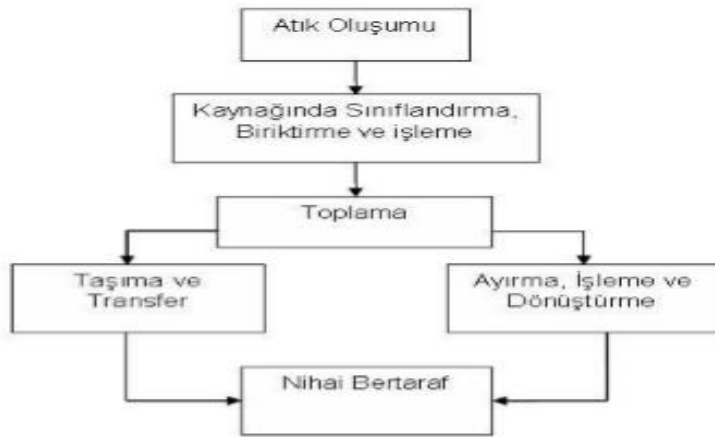 Atık Oluşumu
Kaynağında Sınıflandırma,
Biriktirme ve işleme
Toplama
Taşıma ve
Transfer
Ayırma, İşleme ve
Dönüştürme
Nihai Bertaraf